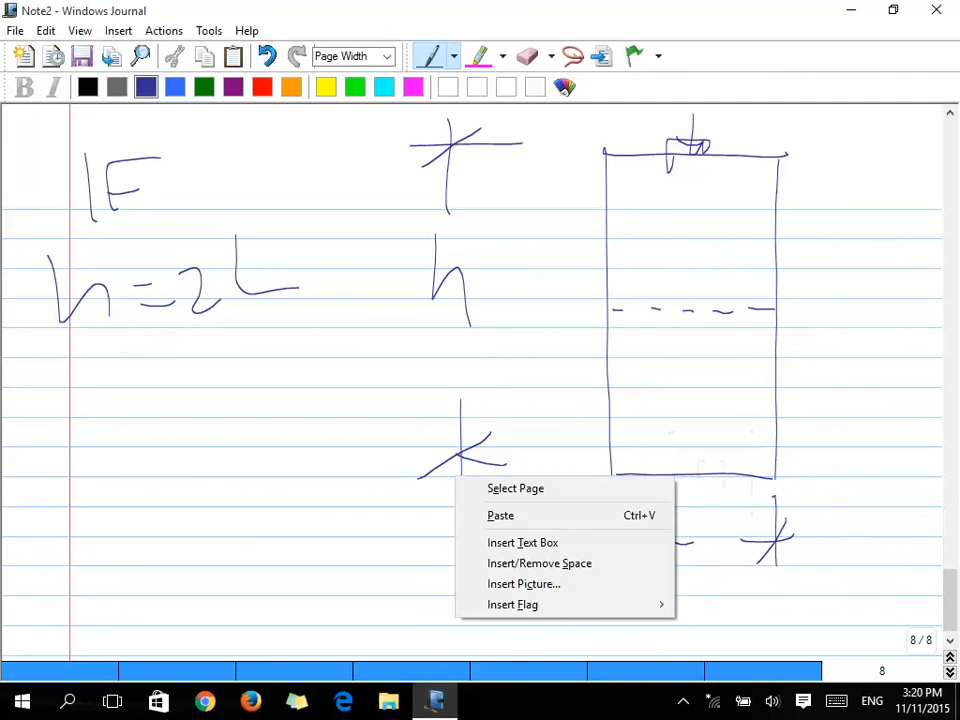 Note2 - Windows Journal
File Edit View Insert Actions Tools Help
Page Width
B I
IF
h = 2L
h
Select Page
Paste Ctrl+V
Insert Text Box
Insert/Remove Space
Insert Picture...
Insert Flag
8 / 8
8
ENG
3:20 PM
11/11/2015